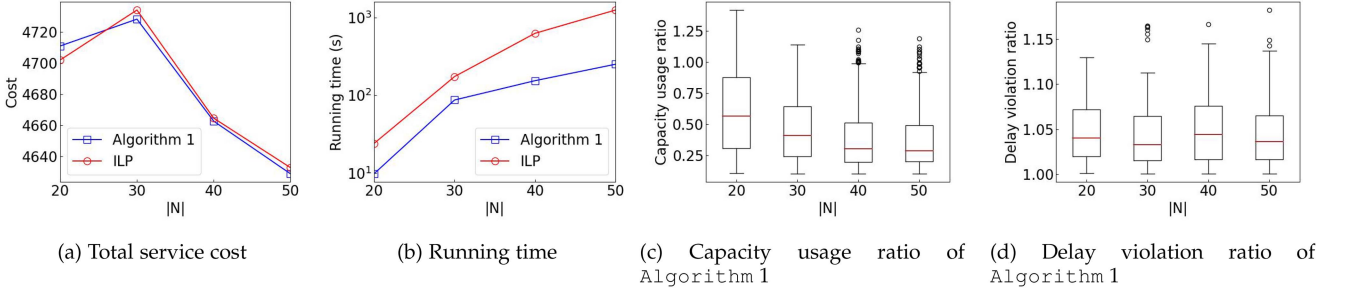 4720
4700
4680
4660
4640
Cost
20
30
40
50
|N|
Algorithm 1
ILP
(a) Total service cost
10³
10²
10¹
Running time (s)
20
30
40
50
|N|
Algorithm 1
ILP
(b) Running time
1.25
1.00
0.75
0.50
0.25
Capacity usage ratio
20
30
40
50
|N|
(c) Capacity usage ratio of
Algorithm 1
1.15
1.10
1.05
1.00
Delay violation ratio
20
30
40
50
|N|
(d) Delay violation ratio of
Algorithm 1